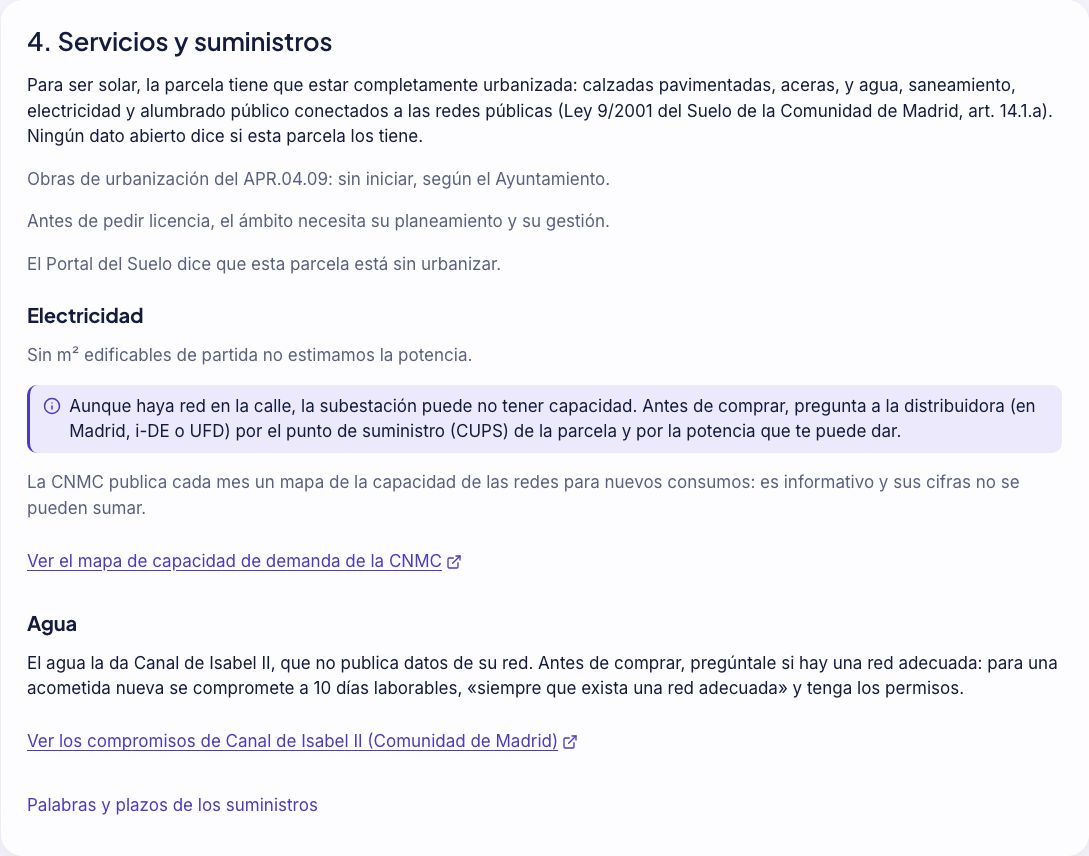 4. Servicios y suministros
Para ser solar, la parcela tiene que estar completamente urbanizada: calzadas pavimentadas, aceras, y agua, saneamiento,
electricidad y alumbrado público conectados a las redes públicas (Ley 9/2001 del Suelo de la Comunidad de Madrid, art. 14.1.a).
Ningún dato abierto dice si esta parcela los tiene.
Obras de urbanización del APR.04.09: sin iniciar, según el Ayuntamiento.
Antes de pedir licencia, el ámbito necesita su planeamiento y su gestión.
El Portal del Suelo dice que esta parcela está sin urbanizar.
Electricidad
Sin m² edificables de partida no estimamos la potencia.
Aunque haya red en la calle, la subestación puede no tener capacidad. Antes de comprar, pregunta a la distribuidora (en
Madrid, i-DE o UFD) por el punto de suministro (CUPS) de la parcela y por la potencia que te puede dar.
La CNMC publica cada mes un mapa de la capacidad de las redes para nuevos consumos: es informativo y sus cifras no se
pueden sumar.
Ver el mapa de capacidad de demanda de la CNMC
Agua
El agua la da Canal de Isabel II, que no publica datos de su red. Antes de comprar, pregúntale si hay una red adecuada: para una
acometida nueva se compromete a 10 días laborables, «siempre que exista una red adecuada» y tenga los permisos.
Ver los compromisos de Canal de Isabel II (Comunidad de Madrid)
Palabras y plazos de los suministros